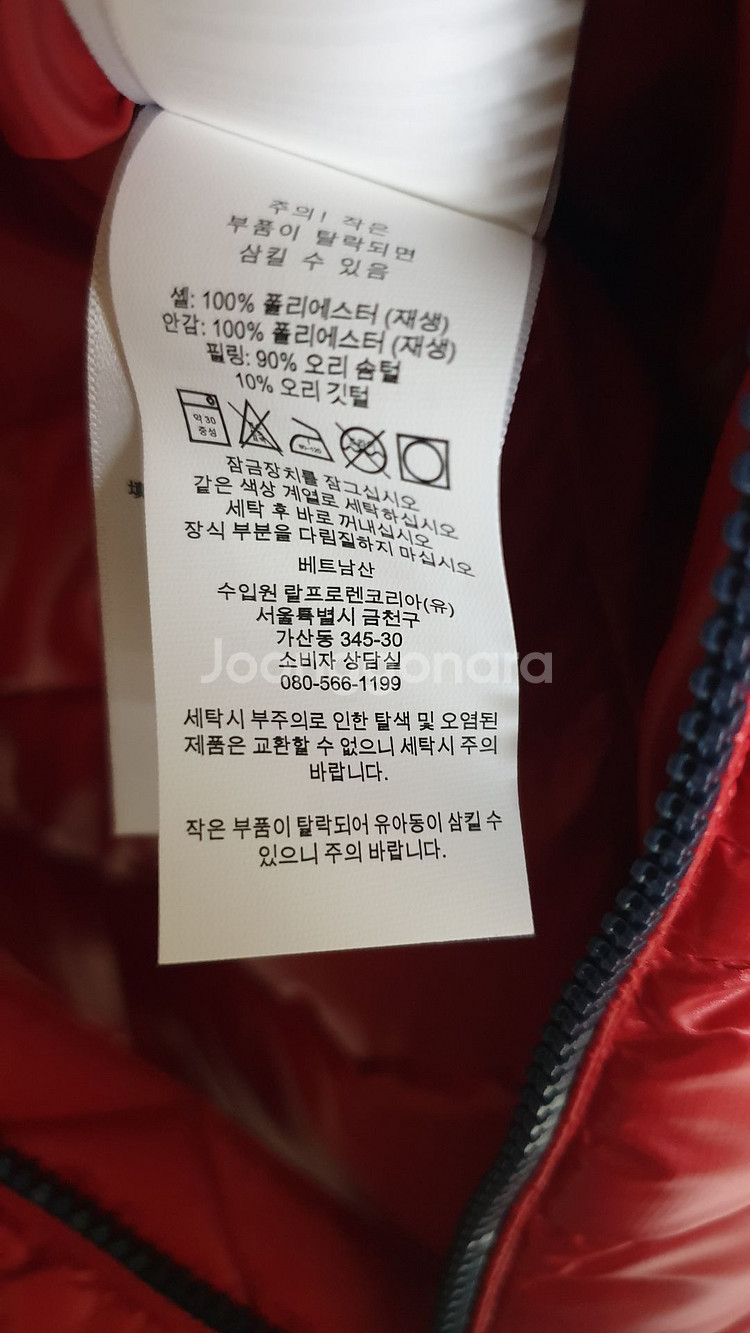 주의! 작은
부품이 탈락되면
삼킬 수 있음
셸: 100% 폴리에스터 (재생)
안감: 100% 폴리에스터 (재생)
필링: 90% 오리 솜털
10% 오리 깃털
약 30
중성
잠금장치를 잠그십시오
같은 색상 계열로 세탁하십시오
세탁 후 바로 꺼내십시오
장식 부분을 다림질하지 마십시오
베트남산
수입원 랄프로렌코리아(유)
서울특별시 금천구
가산동 345-30
소비자 상담실
080-566-1199
세탁시 부주의로 인한 탈색 및 오염된
제품은 교환할 수 없으니 세탁시 주의
바랍니다.
작은 부품이 탈락되어 유아동이 삼킬 수
있으니 주의 바랍니다.